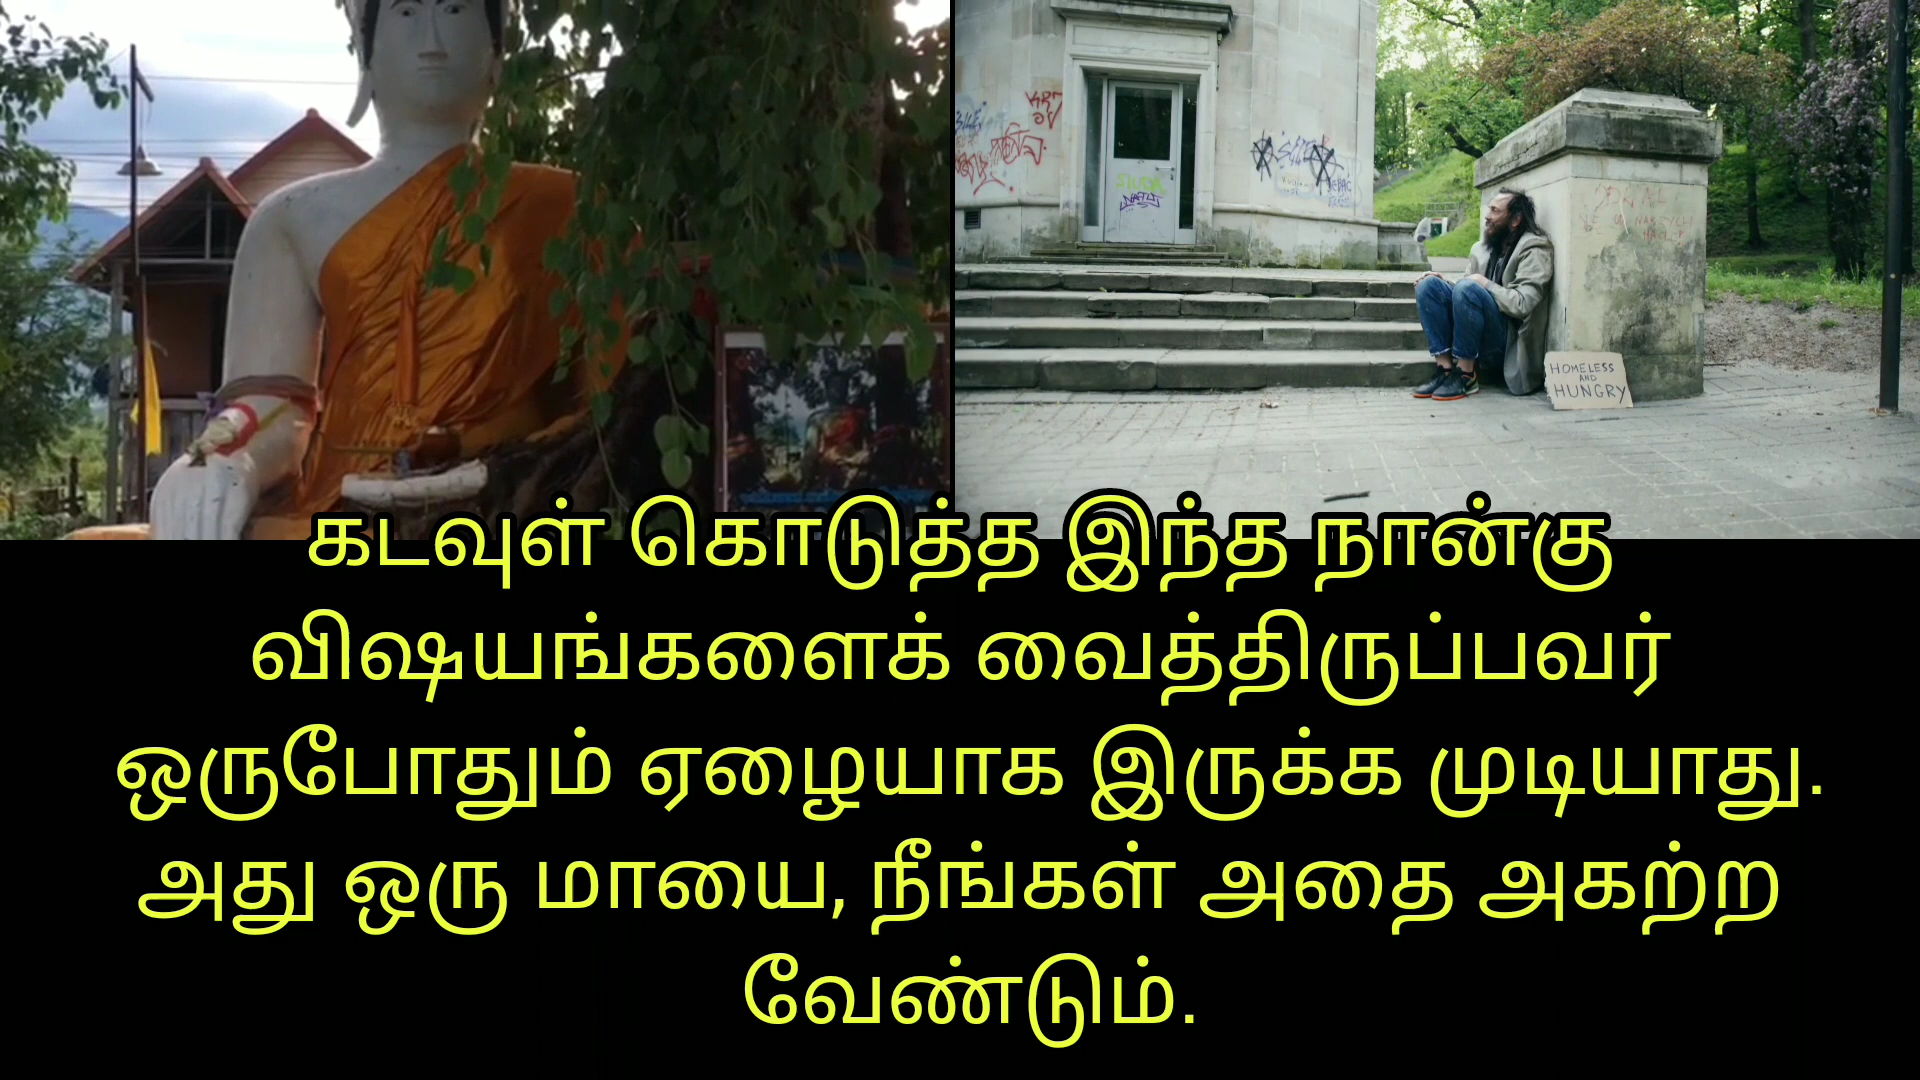 HOMELESS
AND
HUNGRY
கடவுள் கொடுத்த இந்த நான்கு
விஷயங்களைக் வைத்திருப்பவர்
ஒருபோதும் ஏழையாக இருக்க முடியாது.
அது ஒரு மாயை, நீங்கள் அதை அகற்ற
வேண்டும்.